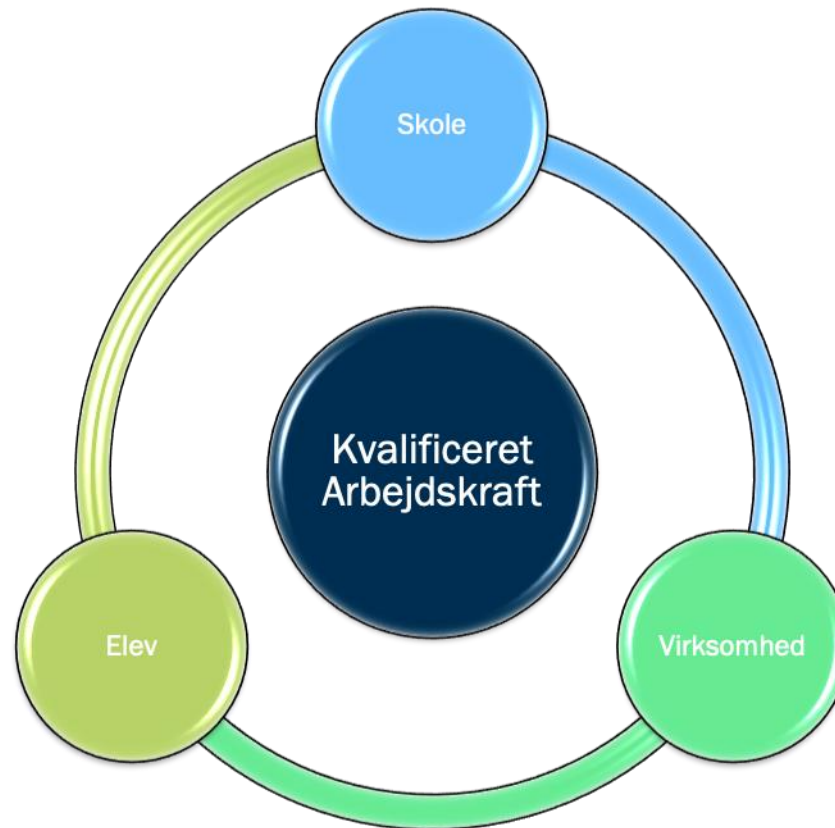 Skole
Kvalificeret
Arbejdskraft
Elev
Virksomhed